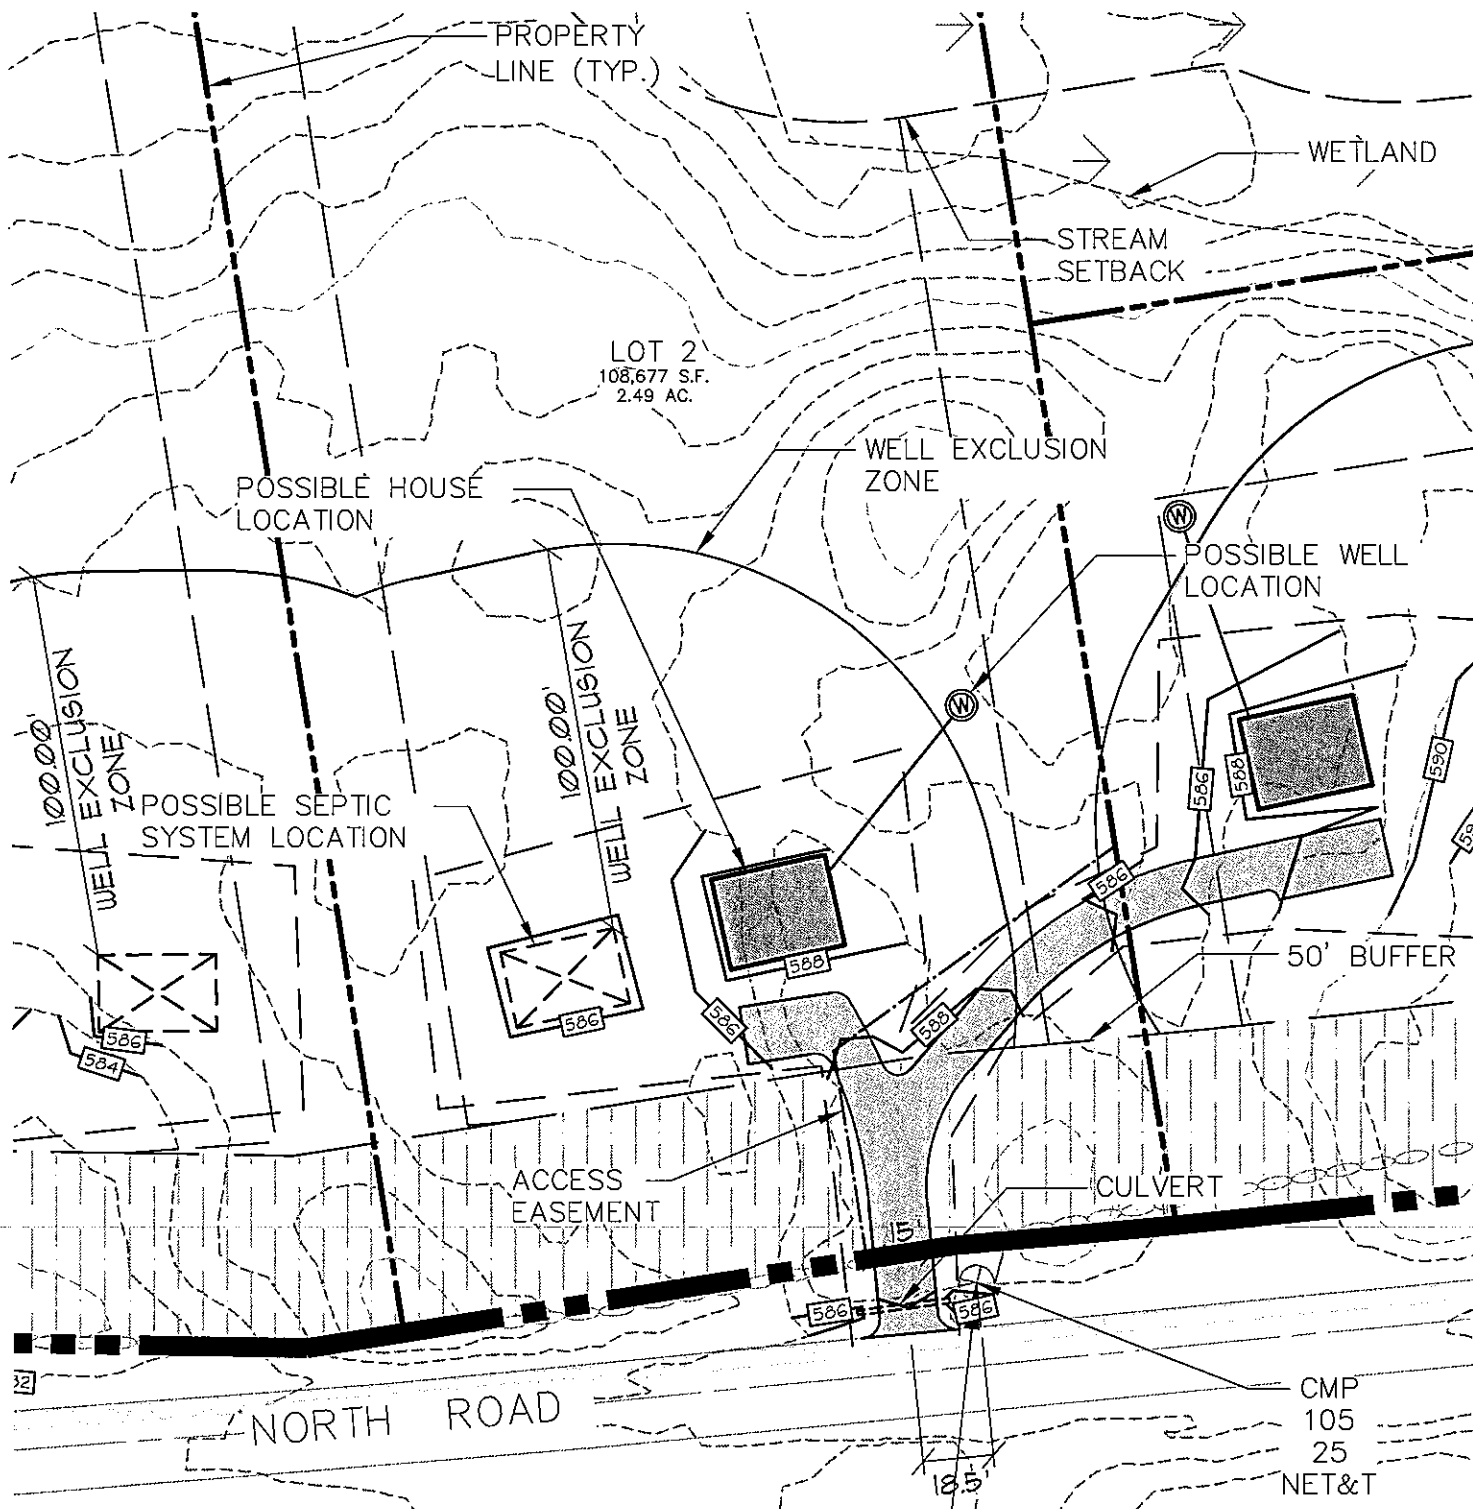 PROPERTY
LINE (TYP.)
WETLAND
STREAM
SETBACK
LOT 2
108,677 S.F.
2.49 AC.
WELL EXCLUSION
ZONE
POSSIBLE HOUSE
LOCATION
W
POSSIBLE WELL
LOCATION
100.00'
WELL EXCLUSION
ZONE
100.00'
WELL EXCLUSION
ZONE
W
586
588
590
POSSIBLE SEPTIC
SYSTEM LOCATION
586
588
50' BUFFER
586
586
588
586
584
ACCESS
EASEMENT
CULVERT
15'
586
586
NORTH ROAD
CMP
105
25
NET&T
18.5'